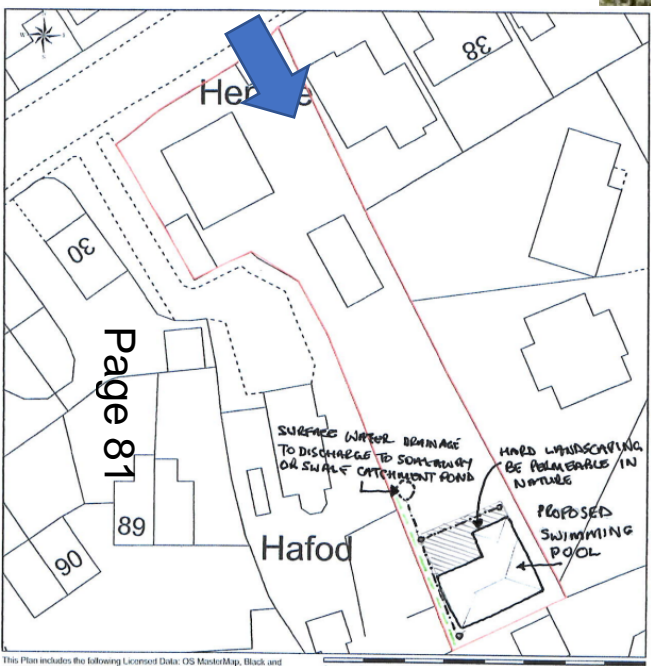 38
30
Page 81
SURFACE WATER DRAINAGE
TO DISCHARGE TO SOAKAWAY
OR SWALE CATCHMENT POND
HARD LANDSCAPING
BE PERMEABLE IN
NATURE
PROPOSED
SWIMMING
POOL
89
90
Hafod
This Plan includes the following Licensed Data: OS MasterMap, Black and